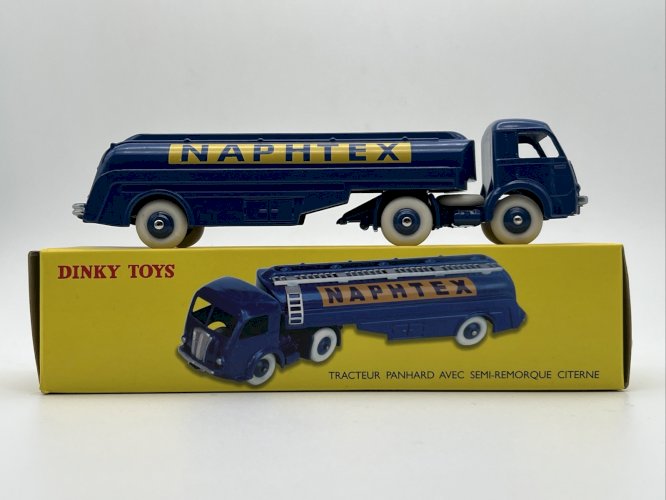 NAPHTEX
DINKY TOYS
NAPHTEX
TRACTEUR PANHARD AVEC SEMI-REMORQUE CITERNE